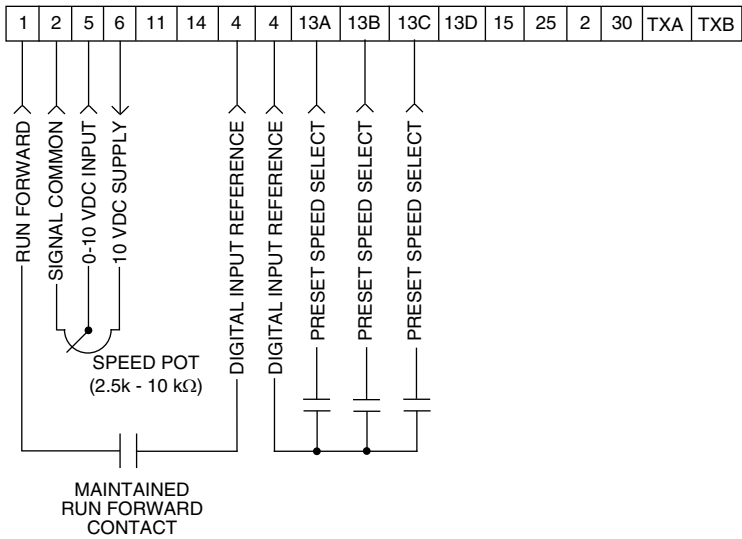 1 2 5 6 11 14 4 4 13A 13B 13C 13D 15 25 2 30 TXA TXB
RUN FORWARD
SIGNAL COMMON
0-10 VDC INPUT
10 VDC SUPPLY
DIGITAL INPUT REFERENCE
DIGITAL INPUT REFERENCE
PRESET SPEED SELECT
PRESET SPEED SELECT
PRESET SPEED SELECT
SPEED POT
(2.5k - 10 kΩ)
MAINTAINED
RUN FORWARD
CONTACT